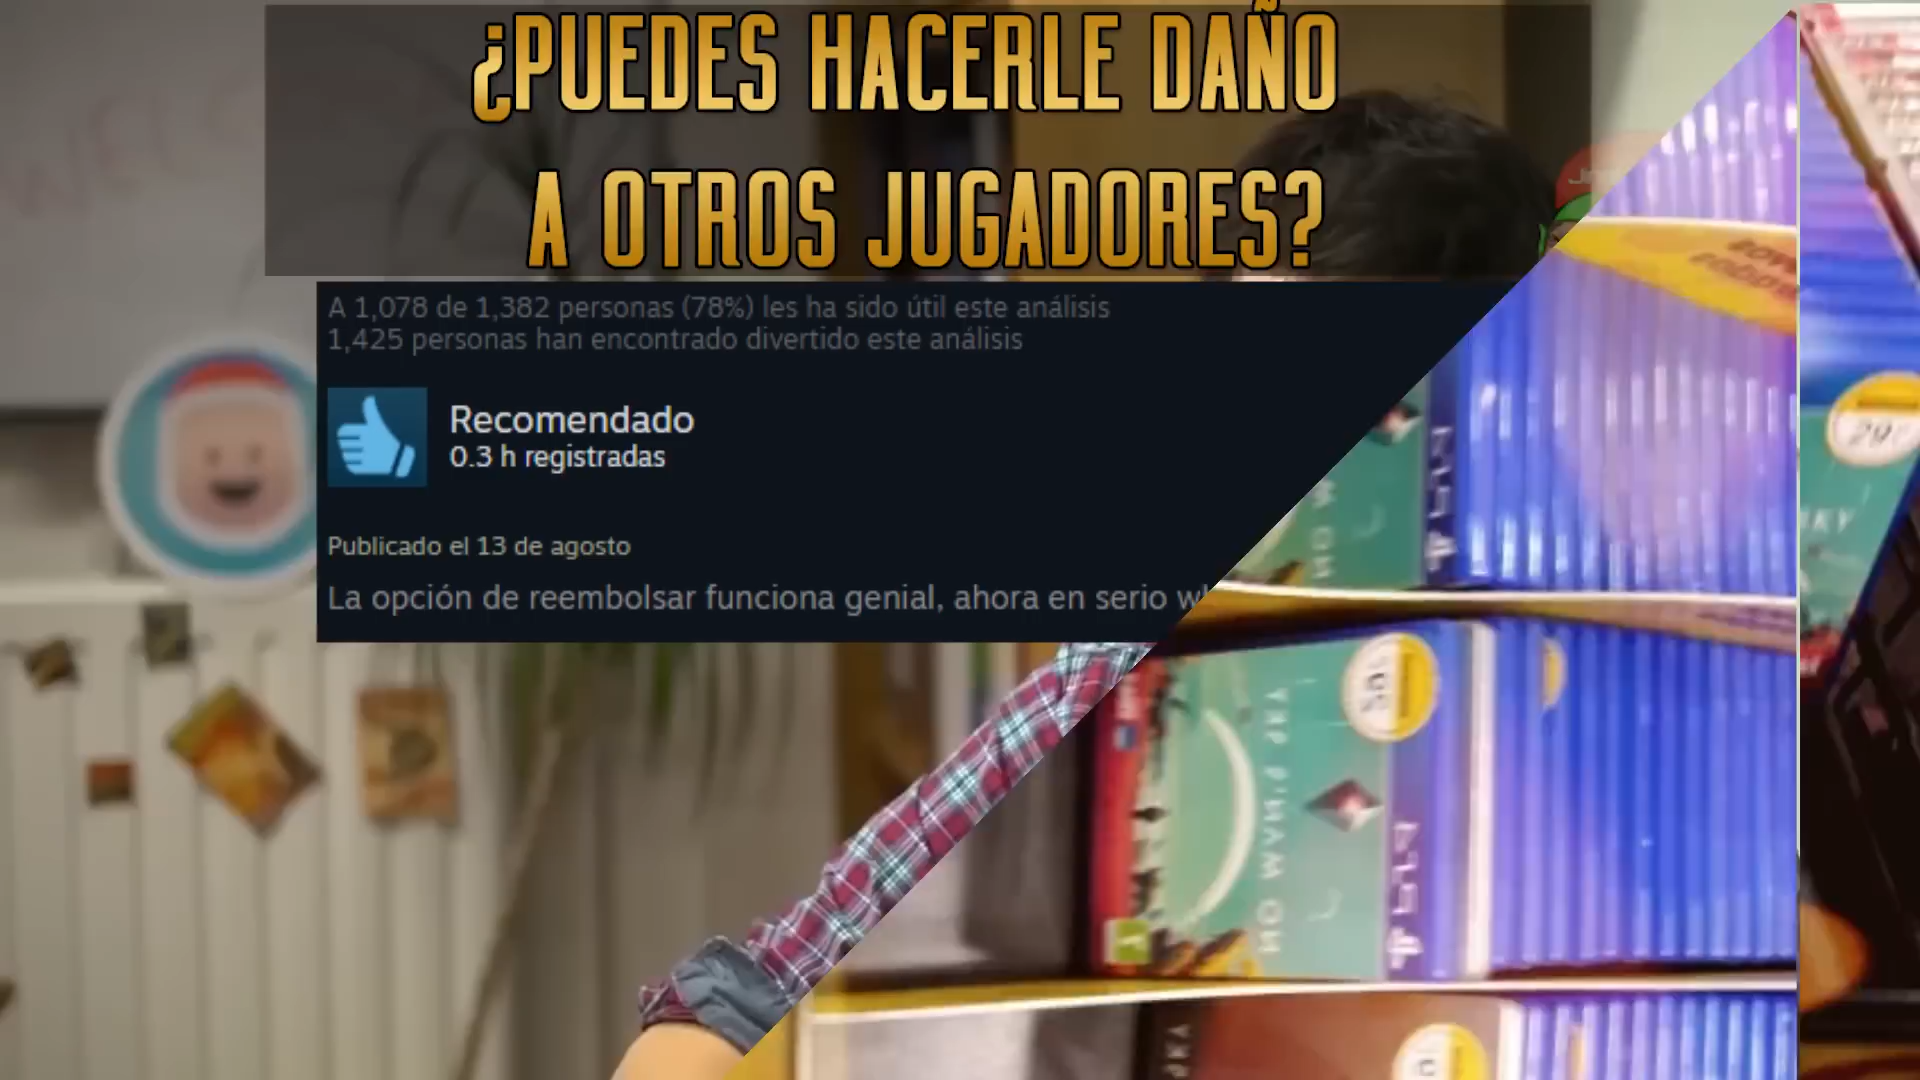 ¿PUEDES HACERLE DAÑO
A OTROS JUGADORES?
A 1,078 de 1,382 personas (78%) les ha sido útil este análisis
1,425 personas han encontrado divertido este análisis
Recomendado
0.3 h registradas
Publicado el 13 de agosto
La opción de reembolsar funciona genial, ahora en serio